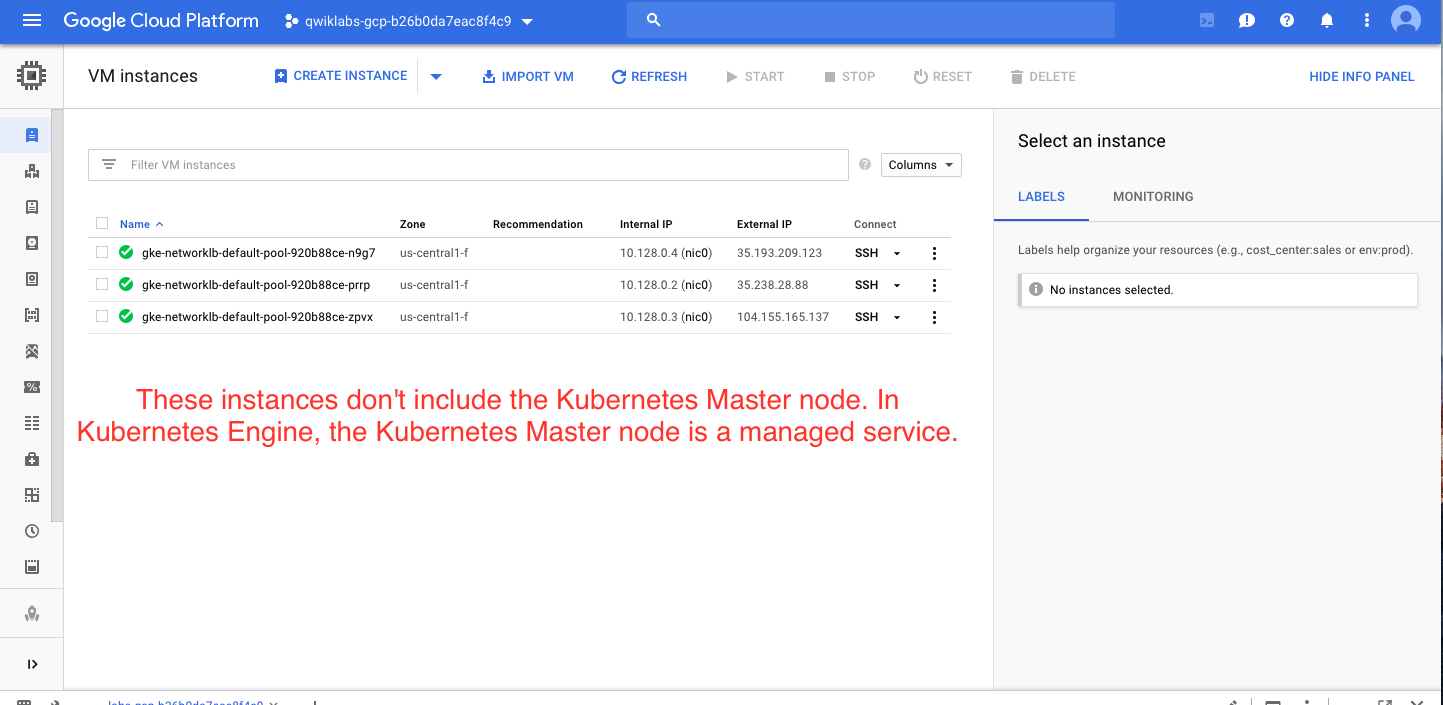 Google Cloud Platform qwiklabs-gcp-b26b0da7eac8f4c9
VM instances CREATE INSTANCE IMPORT VM REFRESH START STOP RESET DELETE HIDE INFO PANEL
Filter VM instances Columns
Name Zone Recommendation Internal IP External IP Connect
gke-networklb-default-pool-920b88ce-n9g7 us-central1-f 10.128.0.4 (nic0) 35.193.209.123 SSH
gke-networklb-default-pool-920b88ce-prrp us-central1-f 10.128.0.2 (nic0) 35.238.28.88 SSH
gke-networklb-default-pool-920b88ce-zpvx us-central1-f 10.128.0.3 (nic0) 104.155.165.137 SSH
These instances don't include the Kubernetes Master node. In
Kubernetes Engine, the Kubernetes Master node is a managed service.
Select an instance
LABELS MONITORING
Labels help organize your resources (e.g., cost_center:sales or env:prod).
No instances selected.